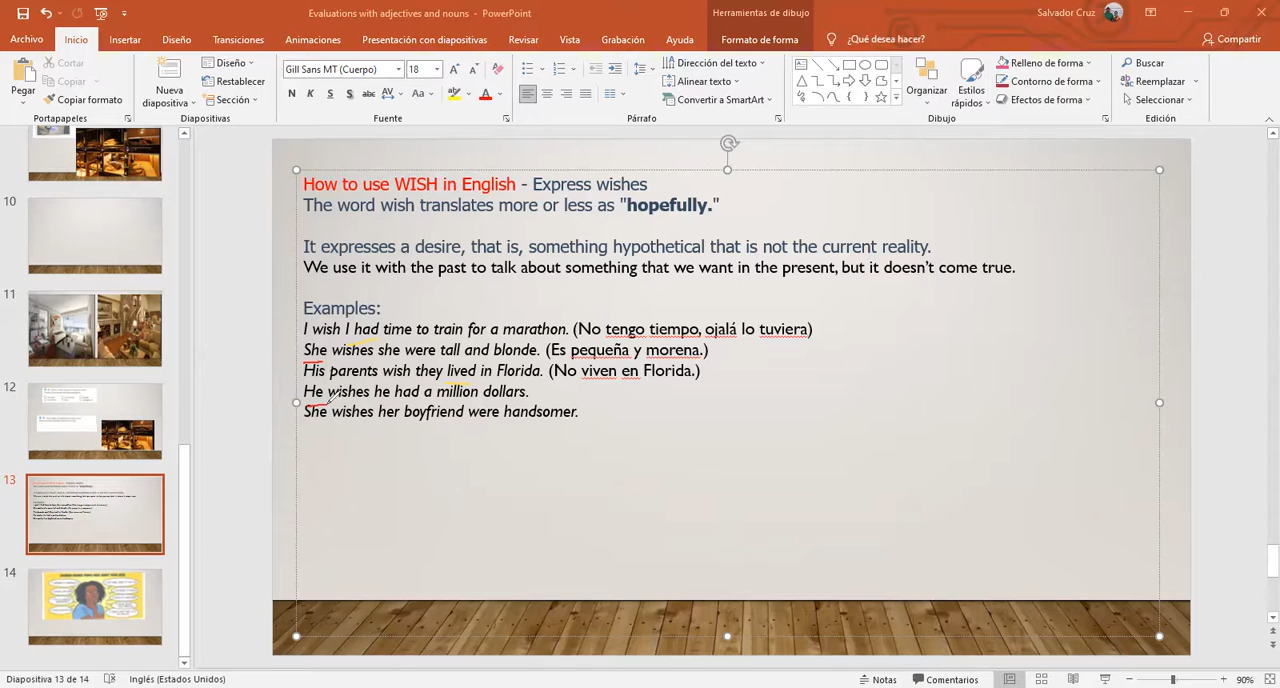 Evaluations with adjectives and nouns - PowerPoint
Herramientas de dibujo
Salvador Cruz
Archivo Inicio Insertar Diseño Transiciones Animaciones Presentación con diapositivas Revisar Vista Grabación Ayuda Formato de forma ¿Qué desea hacer? Compartir
Pegar
Cortar
Copiar
Copiar formato
Portapapeles
Nueva diapositiva
Diseño
Restablecer
Sección
Diapositivas
Gill Sans MT (Cuerpo) 18
N K S S abc AV Aa A
Fuente
Dirección del texto
Alinear texto
Convertir a SmartArt
Párrafo
Organizar
Estilos rápidos
Relleno de forma
Contorno de forma
Efectos de forma
Dibujo
Buscar
Reemplazar
Seleccionar
Edición
10
11
12
13
14
How to use WISH in English - Express wishes
The word wish translates more or less as "hopefully."
It expresses a desire, that is, something hypothetical that is not the current reality.
We use it with the past to talk about something that we want in the present, but it doesn't come true.
Examples:
I wish I had time to train for a marathon. (No tengo tiempo, ojalá lo tuviera)
She wishes she were tall and blonde. (Es pequeña y morena.)
His parents wish they lived in Florida. (No viven en Florida.)
He wishes he had a million dollars.
She wishes her boyfriend were handsomer.
Diapositiva 13 de 14 Inglés (Estados Unidos) Notas Comentarios 90%